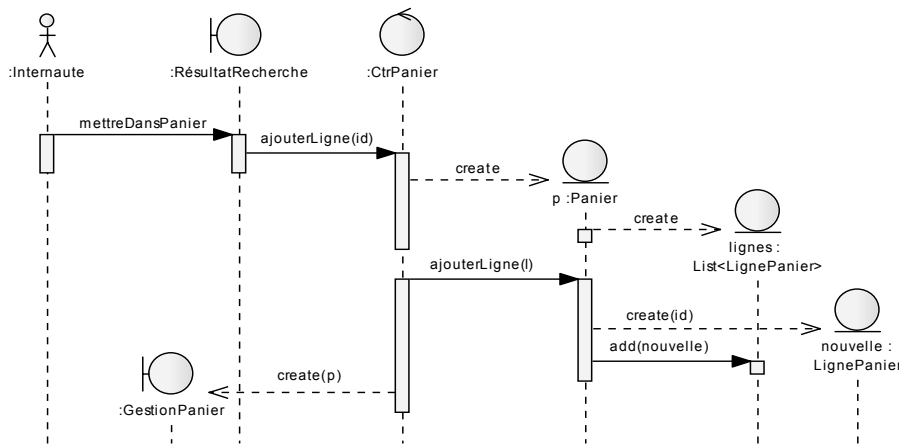 :Internaute
:RésultatRecherche
:CtrPanier
mettreDansPanier
ajouterLigne(id)
create
p :Panier
create
lignes :
List<LignePanier>
ajouterLigne(l)
create(id)
nouvelle :
LignePanier
add(nouvelle)
create(p)
:GestionPanier